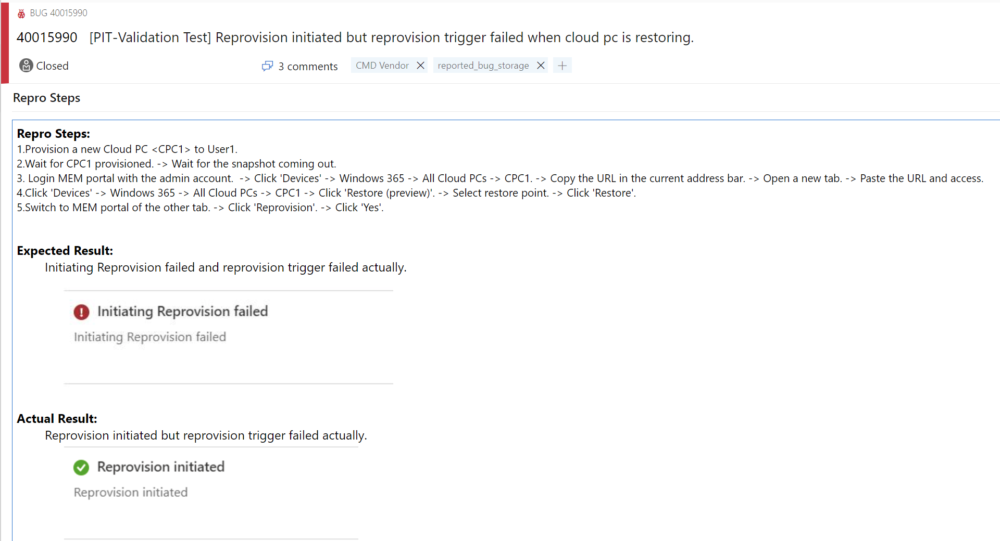 BUG 40015990
40015990 [PIT-Validation Test] Reprovision initiated but reprovision trigger failed when cloud pc is restoring.
Closed 3 comments CMD Vendor reported_bug_storage
Repro Steps
Repro Steps:
1.Provision a new Cloud PC <CPC1> to User1.
2.Wait for CPC1 provisioned. -> Wait for the snapshot coming out.
3. Login MEM portal with the admin account.  -> Click 'Devices' -> Windows 365 -> All Cloud PCs -> CPC1. -> Copy the URL in the current address bar. -> Open a new tab. -> Paste the URL and access.
4.Click 'Devices' -> Windows 365 -> All Cloud PCs -> CPC1 -> Click 'Restore (preview)'. -> Select restore point. -> Click 'Restore'.
5.Switch to MEM portal of the other tab. -> Click 'Reprovision'. -> Click 'Yes'.
Expected Result:
Initiating Reprovision failed and reprovision trigger failed actually.
Initiating Reprovision failed
Initiating Reprovision failed
Actual Result:
Reprovision initiated but reprovision trigger failed actually.
Reprovision initiated
Reprovision initiated